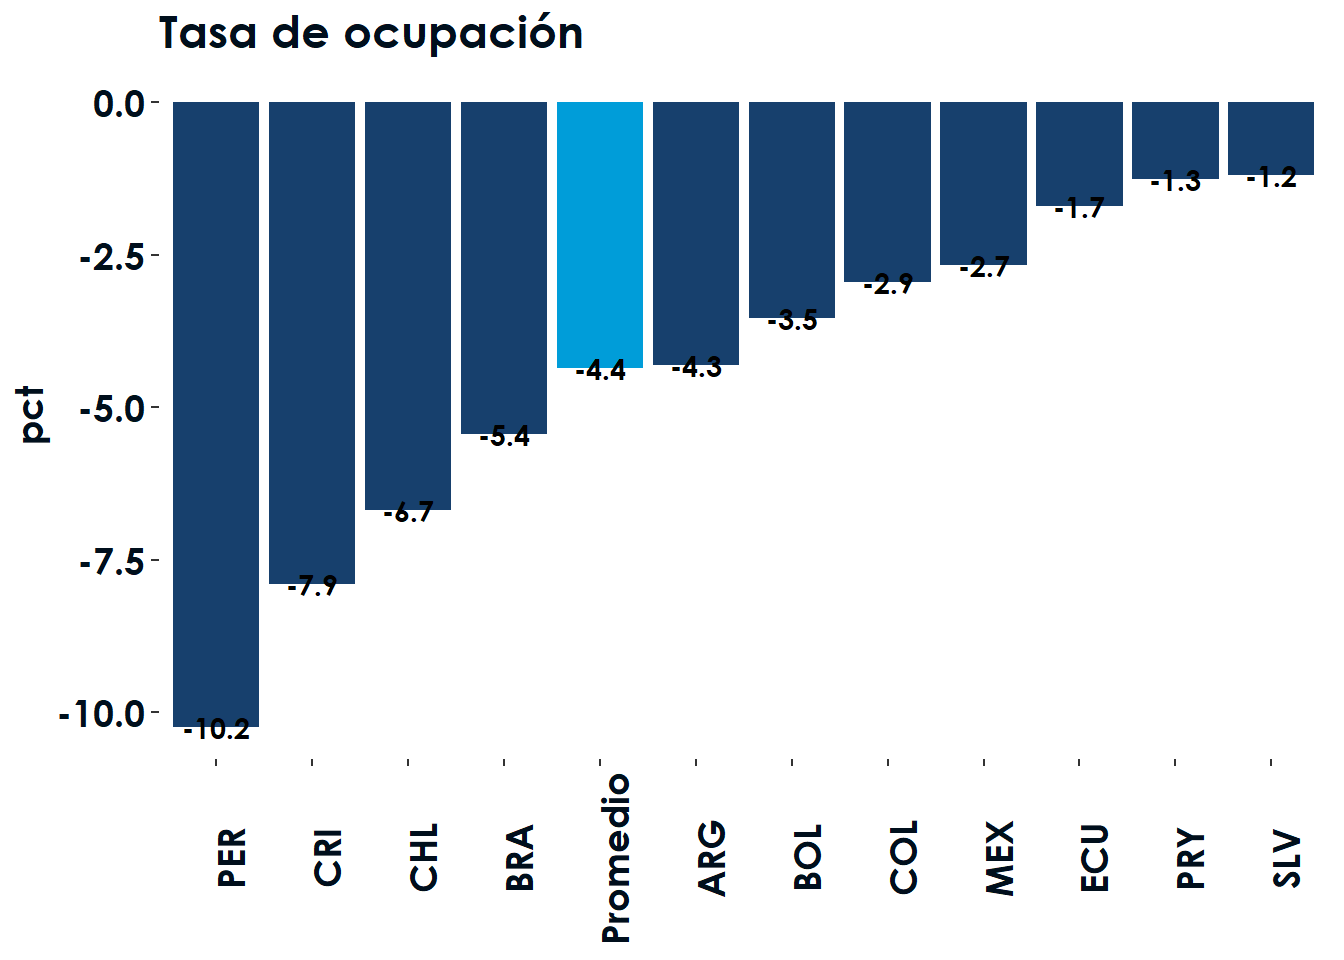 Tasa de ocupación
0.0
-2.5
-5.0
-7.5
-10.0
pct
-10.2
-7.9
-6.7
-5.4
-4.4
-4.3
-3.5
-2.9
-2.7
-1.7
-1.3
-1.2
PER
CRI
CHL
BRA
Promedio
ARG
BOL
COL
MEX
ECU
PRY
SLV